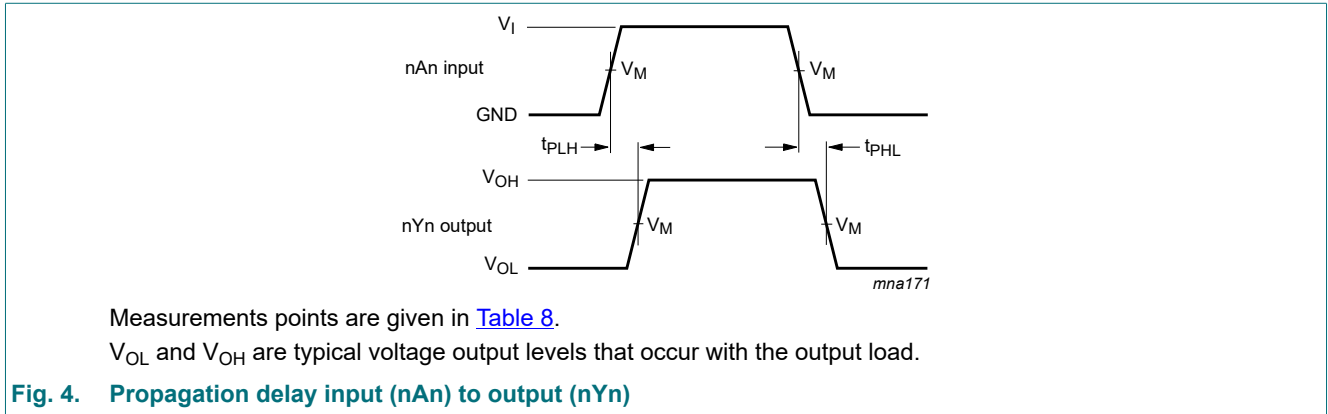 VI
nAn input
VM
VM
GND
tPLH
tPHL
VOH
nYn output
VM
VM
VOL
mna171
Measurements points are given in Table 8.
VOL and VOH are typical voltage output levels that occur with the output load.
Fig. 4. Propagation delay input (nAn) to output (nYn)